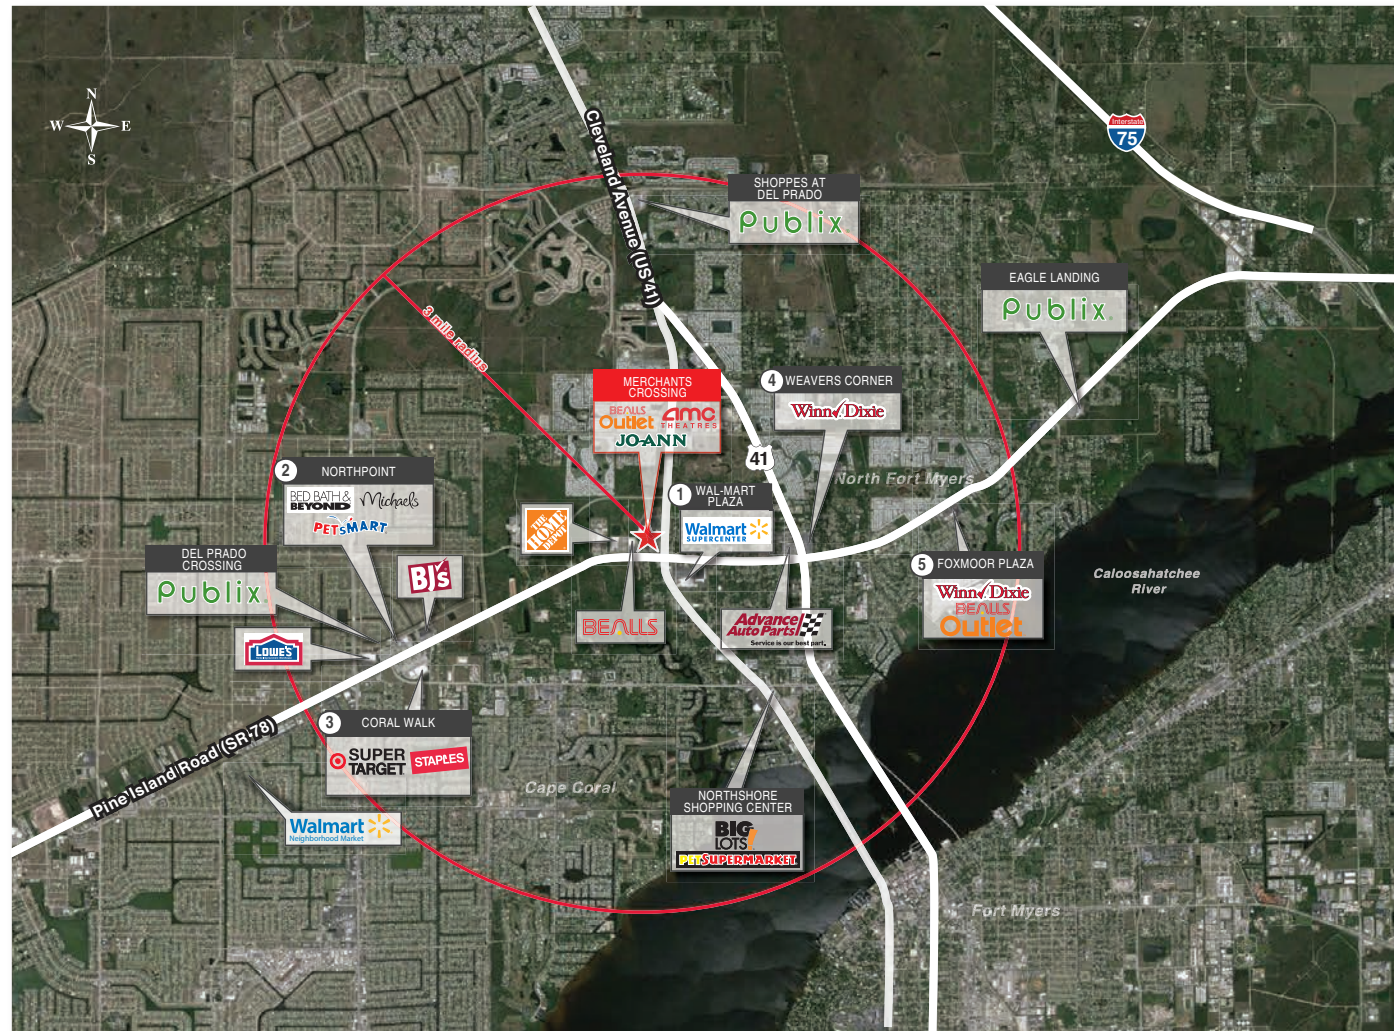 N
W E
S
Interstate
75
Cleveland Avenue (US 41)
SHOPPES AT
DEL PRADO
Publix
EAGLE LANDING
Publix
3 mile radius
MERCHANTS
CROSSING
BEALLS
Outlet
amc
THEATRES
JO-ANN
4 WEAVERS CORNER
Winn Dixie
41
North Fort Myers
2 NORTHPOINT
BED BATH &
BEYOND
Michaels
PETSMART
1 WAL-MART
PLAZA
Walmart
SUPERCENTER
THE
HOME
DEPOT
DEL PRADO
CROSSING
Publix
BJ's
5 FOXMOOR PLAZA
Winn Dixie
BEALLS
Outlet
Caloosahatchee
River
BEALLS
Advance
Auto Parts
Service is our best part.
LOWE'S
3 CORAL WALK
SUPER
TARGET
STAPLES
Pine Island Road (SR-78)
Cape Coral
Walmart
Neighborhood Market
NORTHSHORE
SHOPPING CENTER
BIG
LOTS!
PETSUPERMARKET
Fort Myers